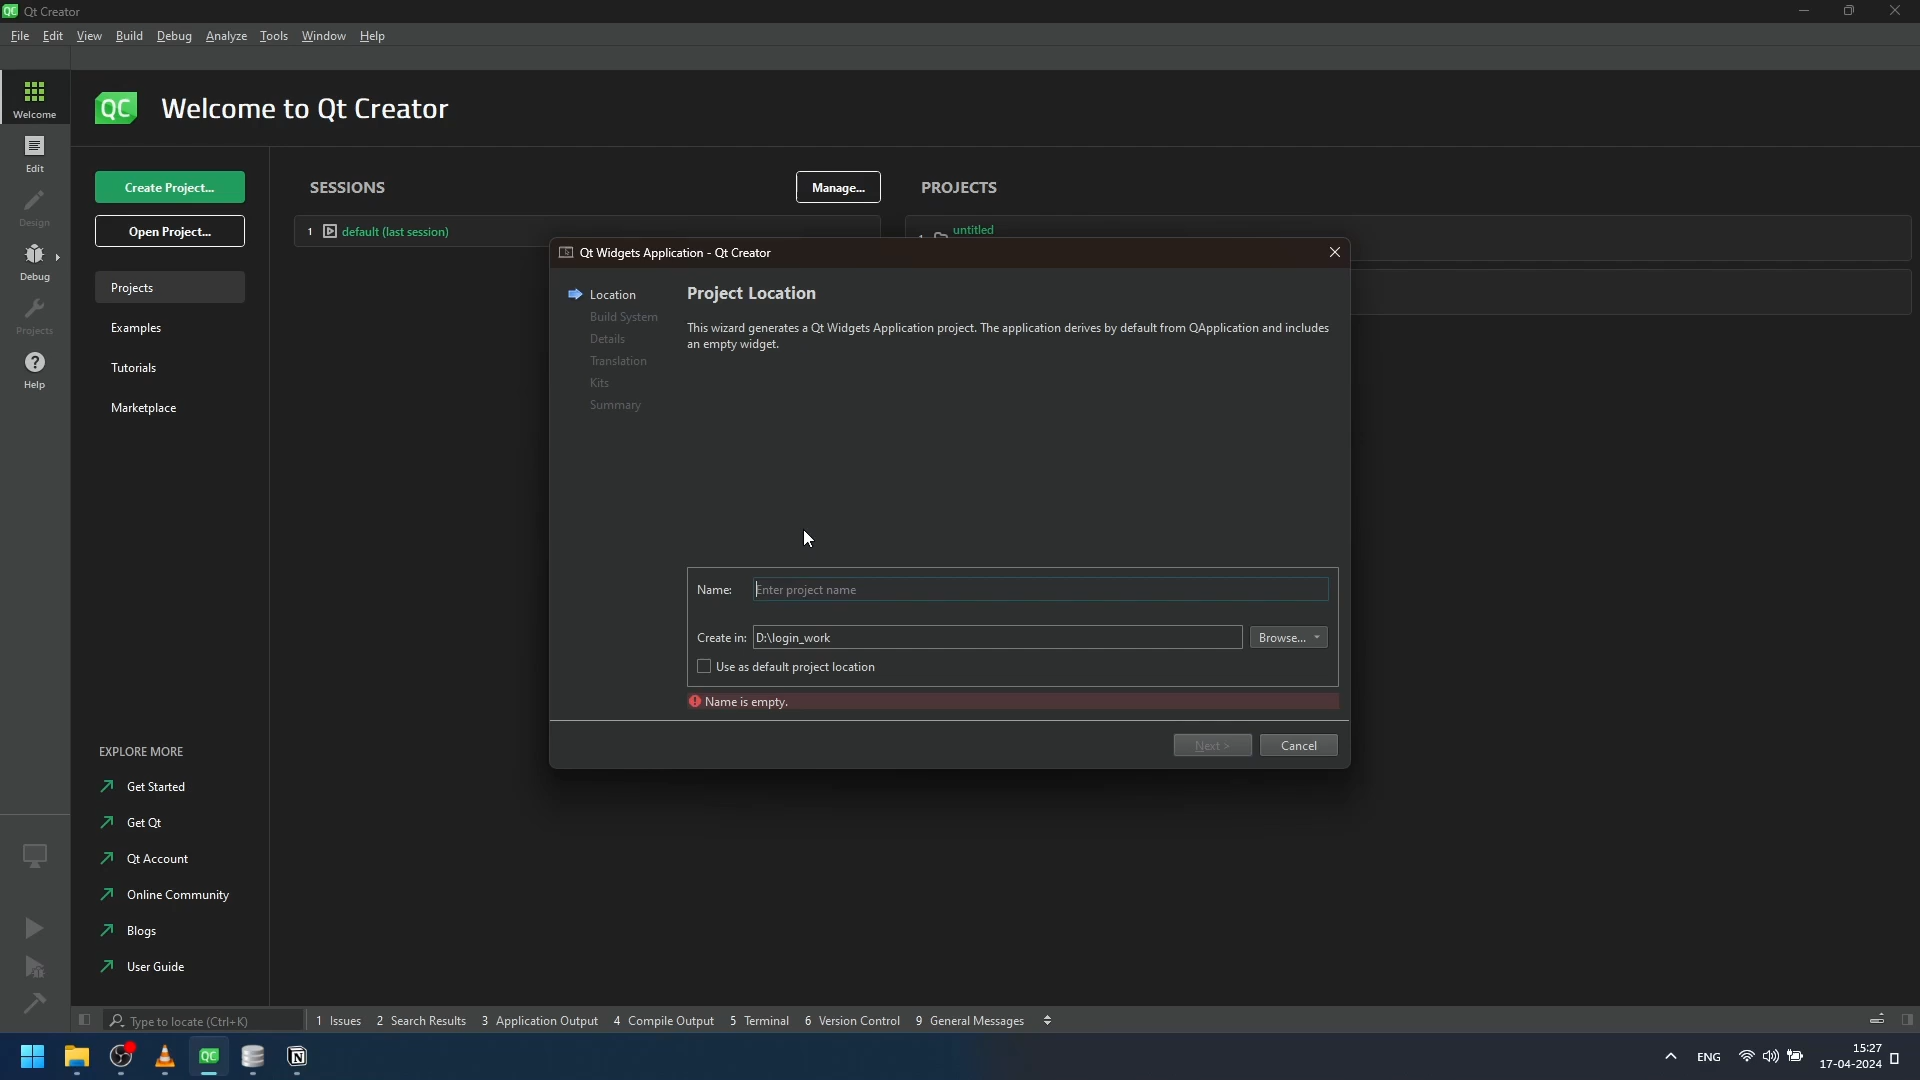 QC Qt Creator
File Edit View Build Debug Analyze Tools Window Help
Welcome
Edit
Design
Debug
Projects
Help
QC Welcome to Qt Creator
Create Project...
Open Project...
Projects
Examples
Tutorials
Marketplace
EXPLORE MORE
Get Started
Get Qt
Qt Account
Online Community
Blogs
User Guide
SESSIONS
Manage...
PROJECTS
1 default (last session)
untitled
Qt Widgets Application - Qt Creator
Location
Build System
Details
Translation
Kits
Summary
Project Location
This wizard generates a Qt Widgets Application project. The application derives by default from QApplication and includes
an empty widget.
Name: Enter project name
Create in: D:\login_work Browse...
Use as default project location
Name is empty.
Next > Cancel
Type to locate (Ctrl+K) 1 Issues 2 Search Results 3 Application Output 4 Compile Output 5 Terminal 6 Version Control 9 General Messages
QC
ENG
15:27
17-04-2024